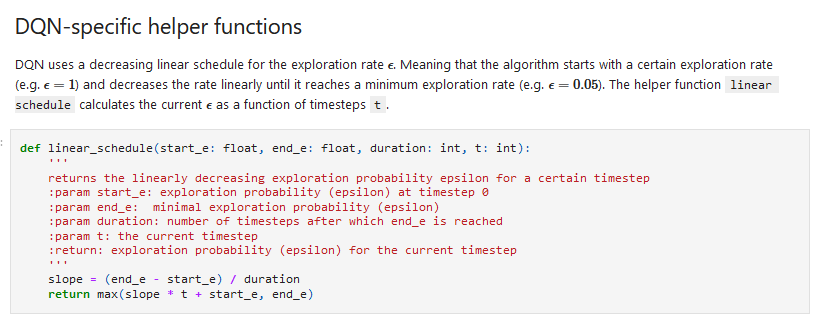 DQN-specific helper functions
DQN uses a decreasing linear schedule for the exploration rate ϵ. Meaning that the algorithm starts with a certain exploration rate
(e.g. ϵ = 1) and decreases the rate linearly until it reaches a minimum exploration rate (e.g. ϵ = 0.05). The helper function linear
schedule calculates the current ϵ as a function of timesteps t .
def linear_schedule(start_e: float, end_e: float, duration: int, t: int):
    '''
    returns the linearly decreasing exploration probability epsilon for a certain timestep
    :param start_e: exploration probability (epsilon) at timestep 0
    :param end_e:  minimal exploration probability (epsilon)
    :param duration: number of timesteps after which end_e is reached
    :param t: the current timestep
    :return: exploration probability (epsilon) for the current timestep
    '''
    slope = (end_e - start_e) / duration
    return max(slope * t + start_e, end_e)